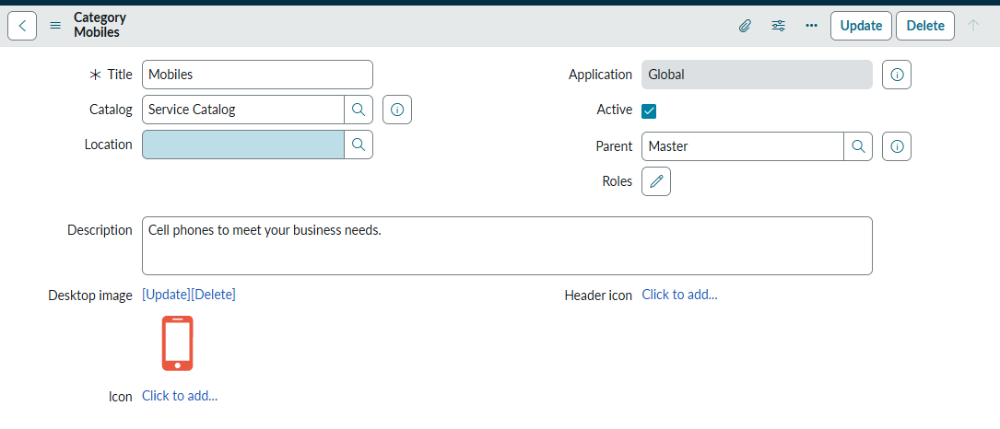 Category
Mobiles
Update
Delete
Title
Mobiles
Application
Global
Catalog
Service Catalog
Active
Location
Parent
Master
Roles
Description
Cell phones to meet your business needs.
Desktop image
[Update][Delete]
Header icon
Click to add...
Icon
Click to add...